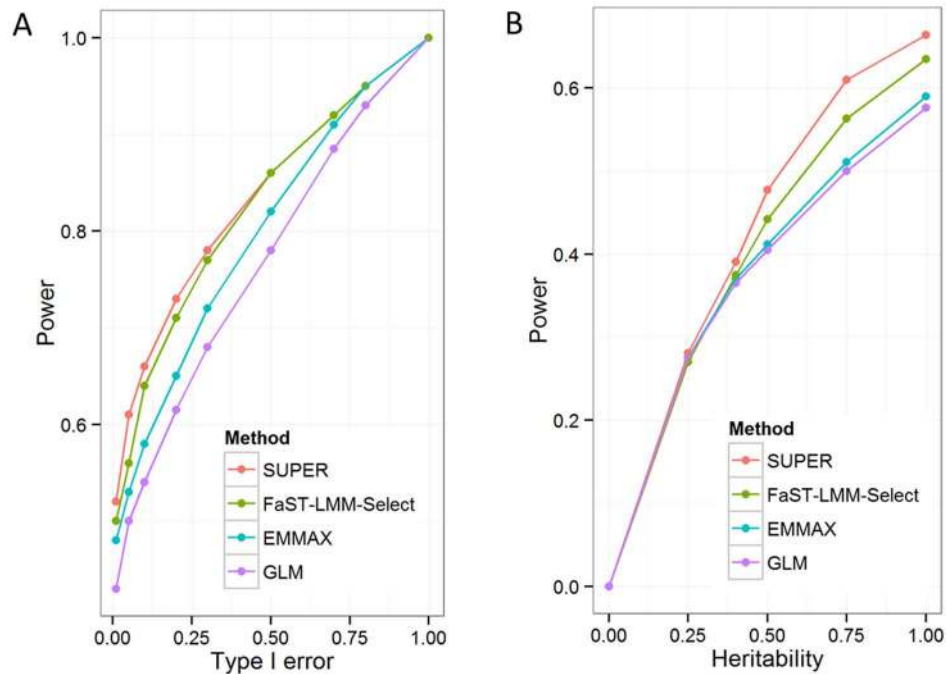 A
Power
1.0
0.8
0.6
Method
SUPER
FaST-LMM-Select
EMMAX
GLM
0.00 0.25 0.50 0.75 1.00
Type I error
B
Power
0.6
0.4
0.2
0.0
Method
SUPER
FaST-LMM-Select
EMMAX
GLM
0.00 0.25 0.50 0.75 1.00
Heritability